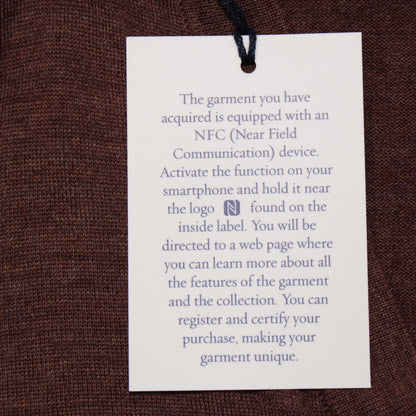 The garment you have
acquired is equipped with an
NFC (Near Field
Communication) device.
Activate the function on your
smartphone and hold it near
the logo N found on the
inside label. You will be
directed to a web page where
you can learn more about all
the features of the garment
and the collection. You can
register and certify your
purchase, making your
garment unique.